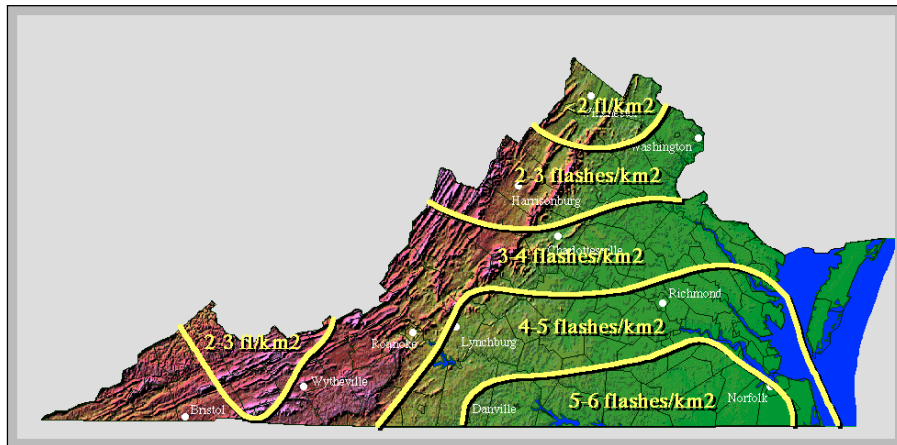 < 2 fl/km2
Winchester
Washington
2-3 flashes/km2
Harrisonburg
Charlottesville
3-4 flashes/km2
Richmond
4-5 flashes/km2
2-3 fl/km2
Roanoke
Lynchburg
Wytheville
5-6 flashes/km2
Norfolk
Danville
Bristol